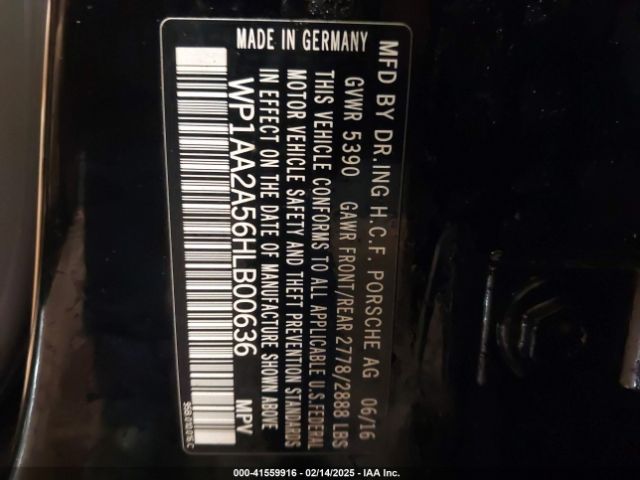 MFD BY DR.ING H.C.F. PORSCHE AG 06/16
GVWR 5390 GAWR FRONT/REAR 2778/2888 LBS
THIS VEHICLE CONFORMS TO ALL APPLICABLE U.S. FEDERAL
MOTOR VEHICLE SAFETY AND THEFT PREVENTION STANDARDS
IN EFFECT ON THE DATE OF MANUFACTURE SHOWN ABOVE
WP1AA2A56HLB00636 MPV
MADE IN GERMANY
000-41559916 - 02/14/2025 - IAA Inc.